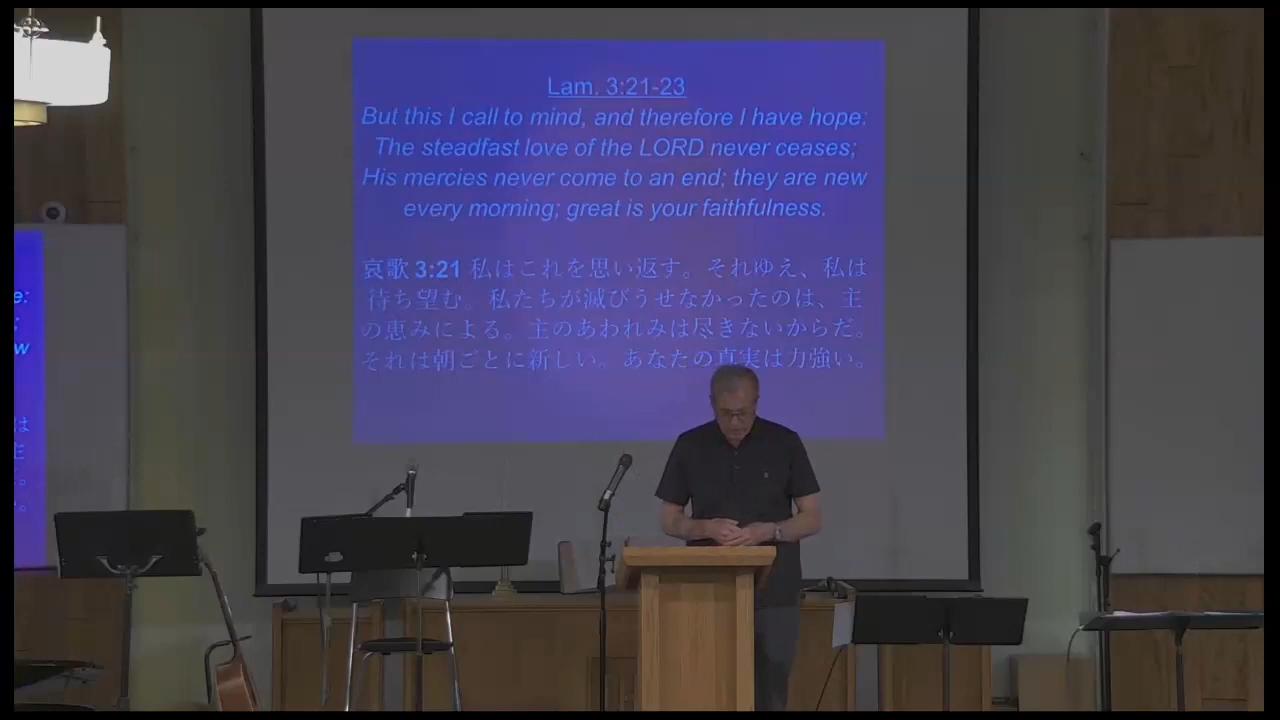 Lam. 3:21-23
But this I call to mind, and therefore I have hope:
The steadfast love of the LORD never ceases;
His mercies never come to an end; they are new
every morning; great is your faithfulness.
哀歌 3:21 私はこれを思い返す。それゆえ、私は
待ち望む。私たちが滅びうせなかったのは、主
の恵みによる。主のあわれみは尽きないからだ。
それは朝ごとに新しい。あなたの真実は力強い。
e:
;
w
は
主
。
。